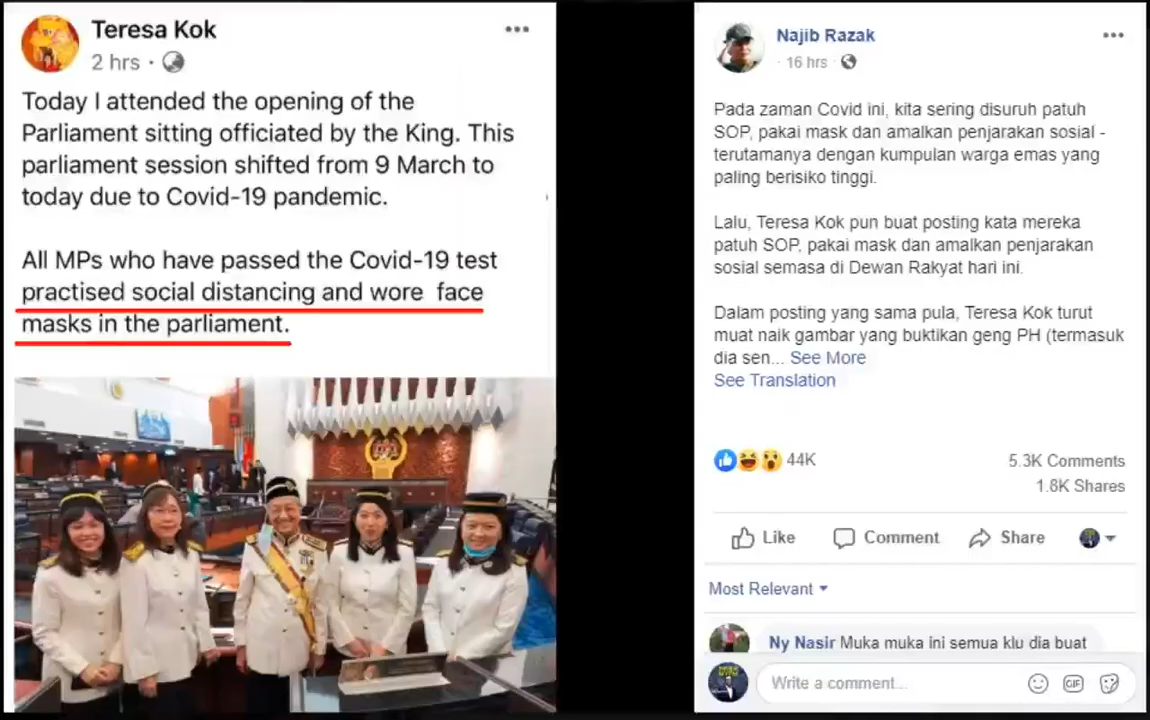 Teresa Kok
2 hrs ·
Today I attended the opening of the
Parliament sitting officiated by the King. This
parliament session shifted from 9 March to
today due to Covid-19 pandemic.
All MPs who have passed the Covid-19 test
practised social distancing and wore face
masks in the parliament.
Najib Razak
· 16 hrs ·
Pada zaman Covid ini, kita sering disuruh patuh
SOP, pakai mask dan amalkan penjarakan sosial -
terutamanya dengan kumpulan warga emas yang
paling berisiko tinggi.
Lalu, Teresa Kok pun buat posting kata mereka
patuh SOP, pakai mask dan amalkan penjarakan
sosial semasa di Dewan Rakyat hari ini.
Dalam posting yang sama pula, Teresa Kok turut
muat naik gambar yang buktikan geng PH (termasuk
dia sen... See More
See Translation
44K
5.3K Comments
1.8K Shares
Like Comment Share
Most Relevant
Ny Nasir Muka muka ini semua klu dia buat
Write a comment...
GIF